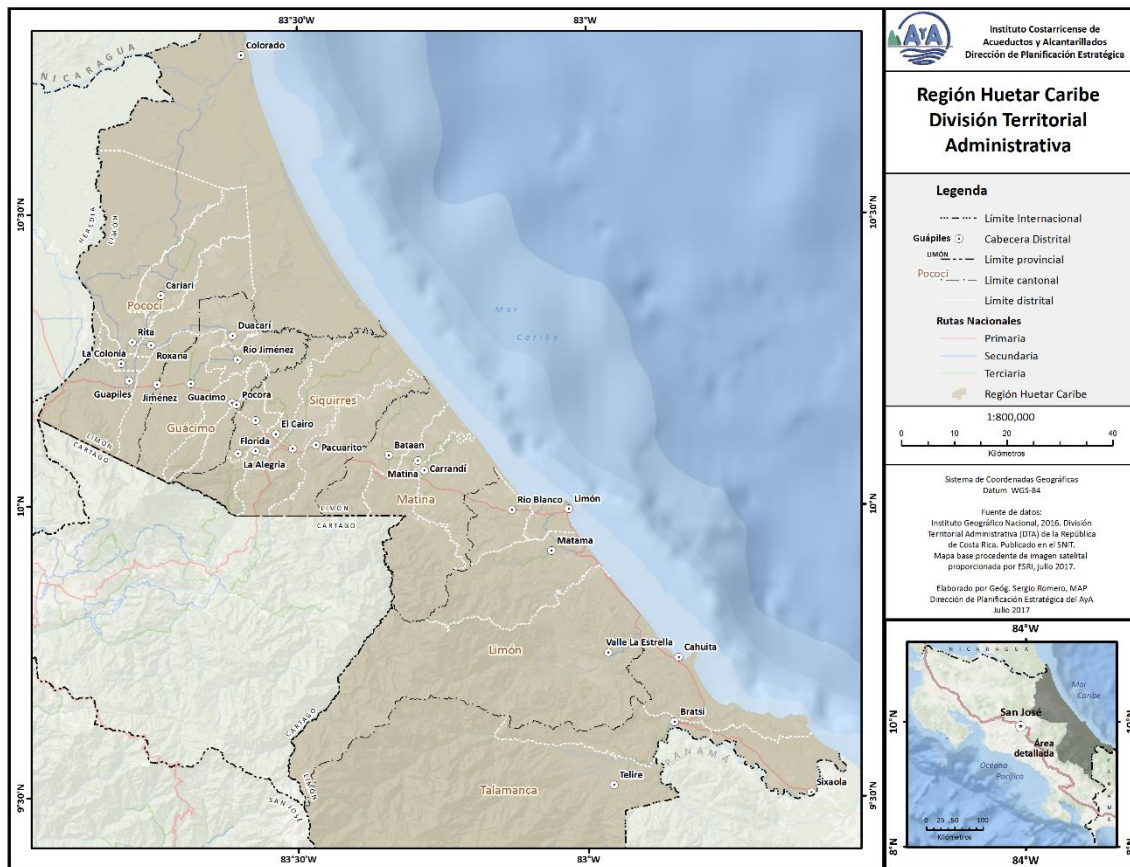 83°30'W
83°W
Colorado
NICARAGUA
10°30'N
10°30'N
HEREDIA
LIMÓN
Cariari
Pococí
Mar
Caribe
Rita
Duacarí
La Colonia
Roxana
Río Jiménez
Guapiles
Jiménez
Guacimo
Pocora
Siquirres
Guácimo
El Cairo
LIMÓN
CARTAGO
Florida
Pacuarito
Bataan
La Alegría
Matina
Carrandí
Matina
10°N
10°N
LIMÓN
CARTAGO
Río Blanco
Limón
Matama
Limón
Valle La Estrella
Cahuita
CARTAGO
LIMÓN
Bratsi
PANAMÁ
Telire
Talamanca
Sixaola
SAN JOSÉ
9°30'N
9°30'N
83°30'W
83°W
AyA
Instituto Costarricense de
Acueductos y Alcantarillados
Dirección de Planificación Estratégica
Región Huetar Caribe
División Territorial
Administrativa
Legenda
Límite Internacional
Guápiles
Cabecera Distrital
LIMÓN
Límite provincial
Pococí
Límite cantonal
Límite distrital
Rutas Nacionales
Primaria
Secundaria
Terciaria
Región Huetar Caribe
1:800,000
0 10 20 40
Kilómetros
Sistema de Coordenadas Geográficas
Datum WGS-84
Fuente de datos:
Instituto Geográfico Nacional, 2016. División
Territorial Administrativa (DTA) de la República
de Costa Rica. Publicado en el SNIT.
Mapa base procedente de imagen satelital
proporcionada por ESRI, julio 2017.
Elaborado por Geóg. Sergio Romero, MAP
Dirección de Planificación Estratégica del AyA
Julio 2017
84°W
NICARAGUA
Mar
Caribe
San José
10°N
10°N
Área
detallada
Océano
Pacífico
PANAMÁ
0 25 50 100
Kilómetros
8°N
8°N
84°W